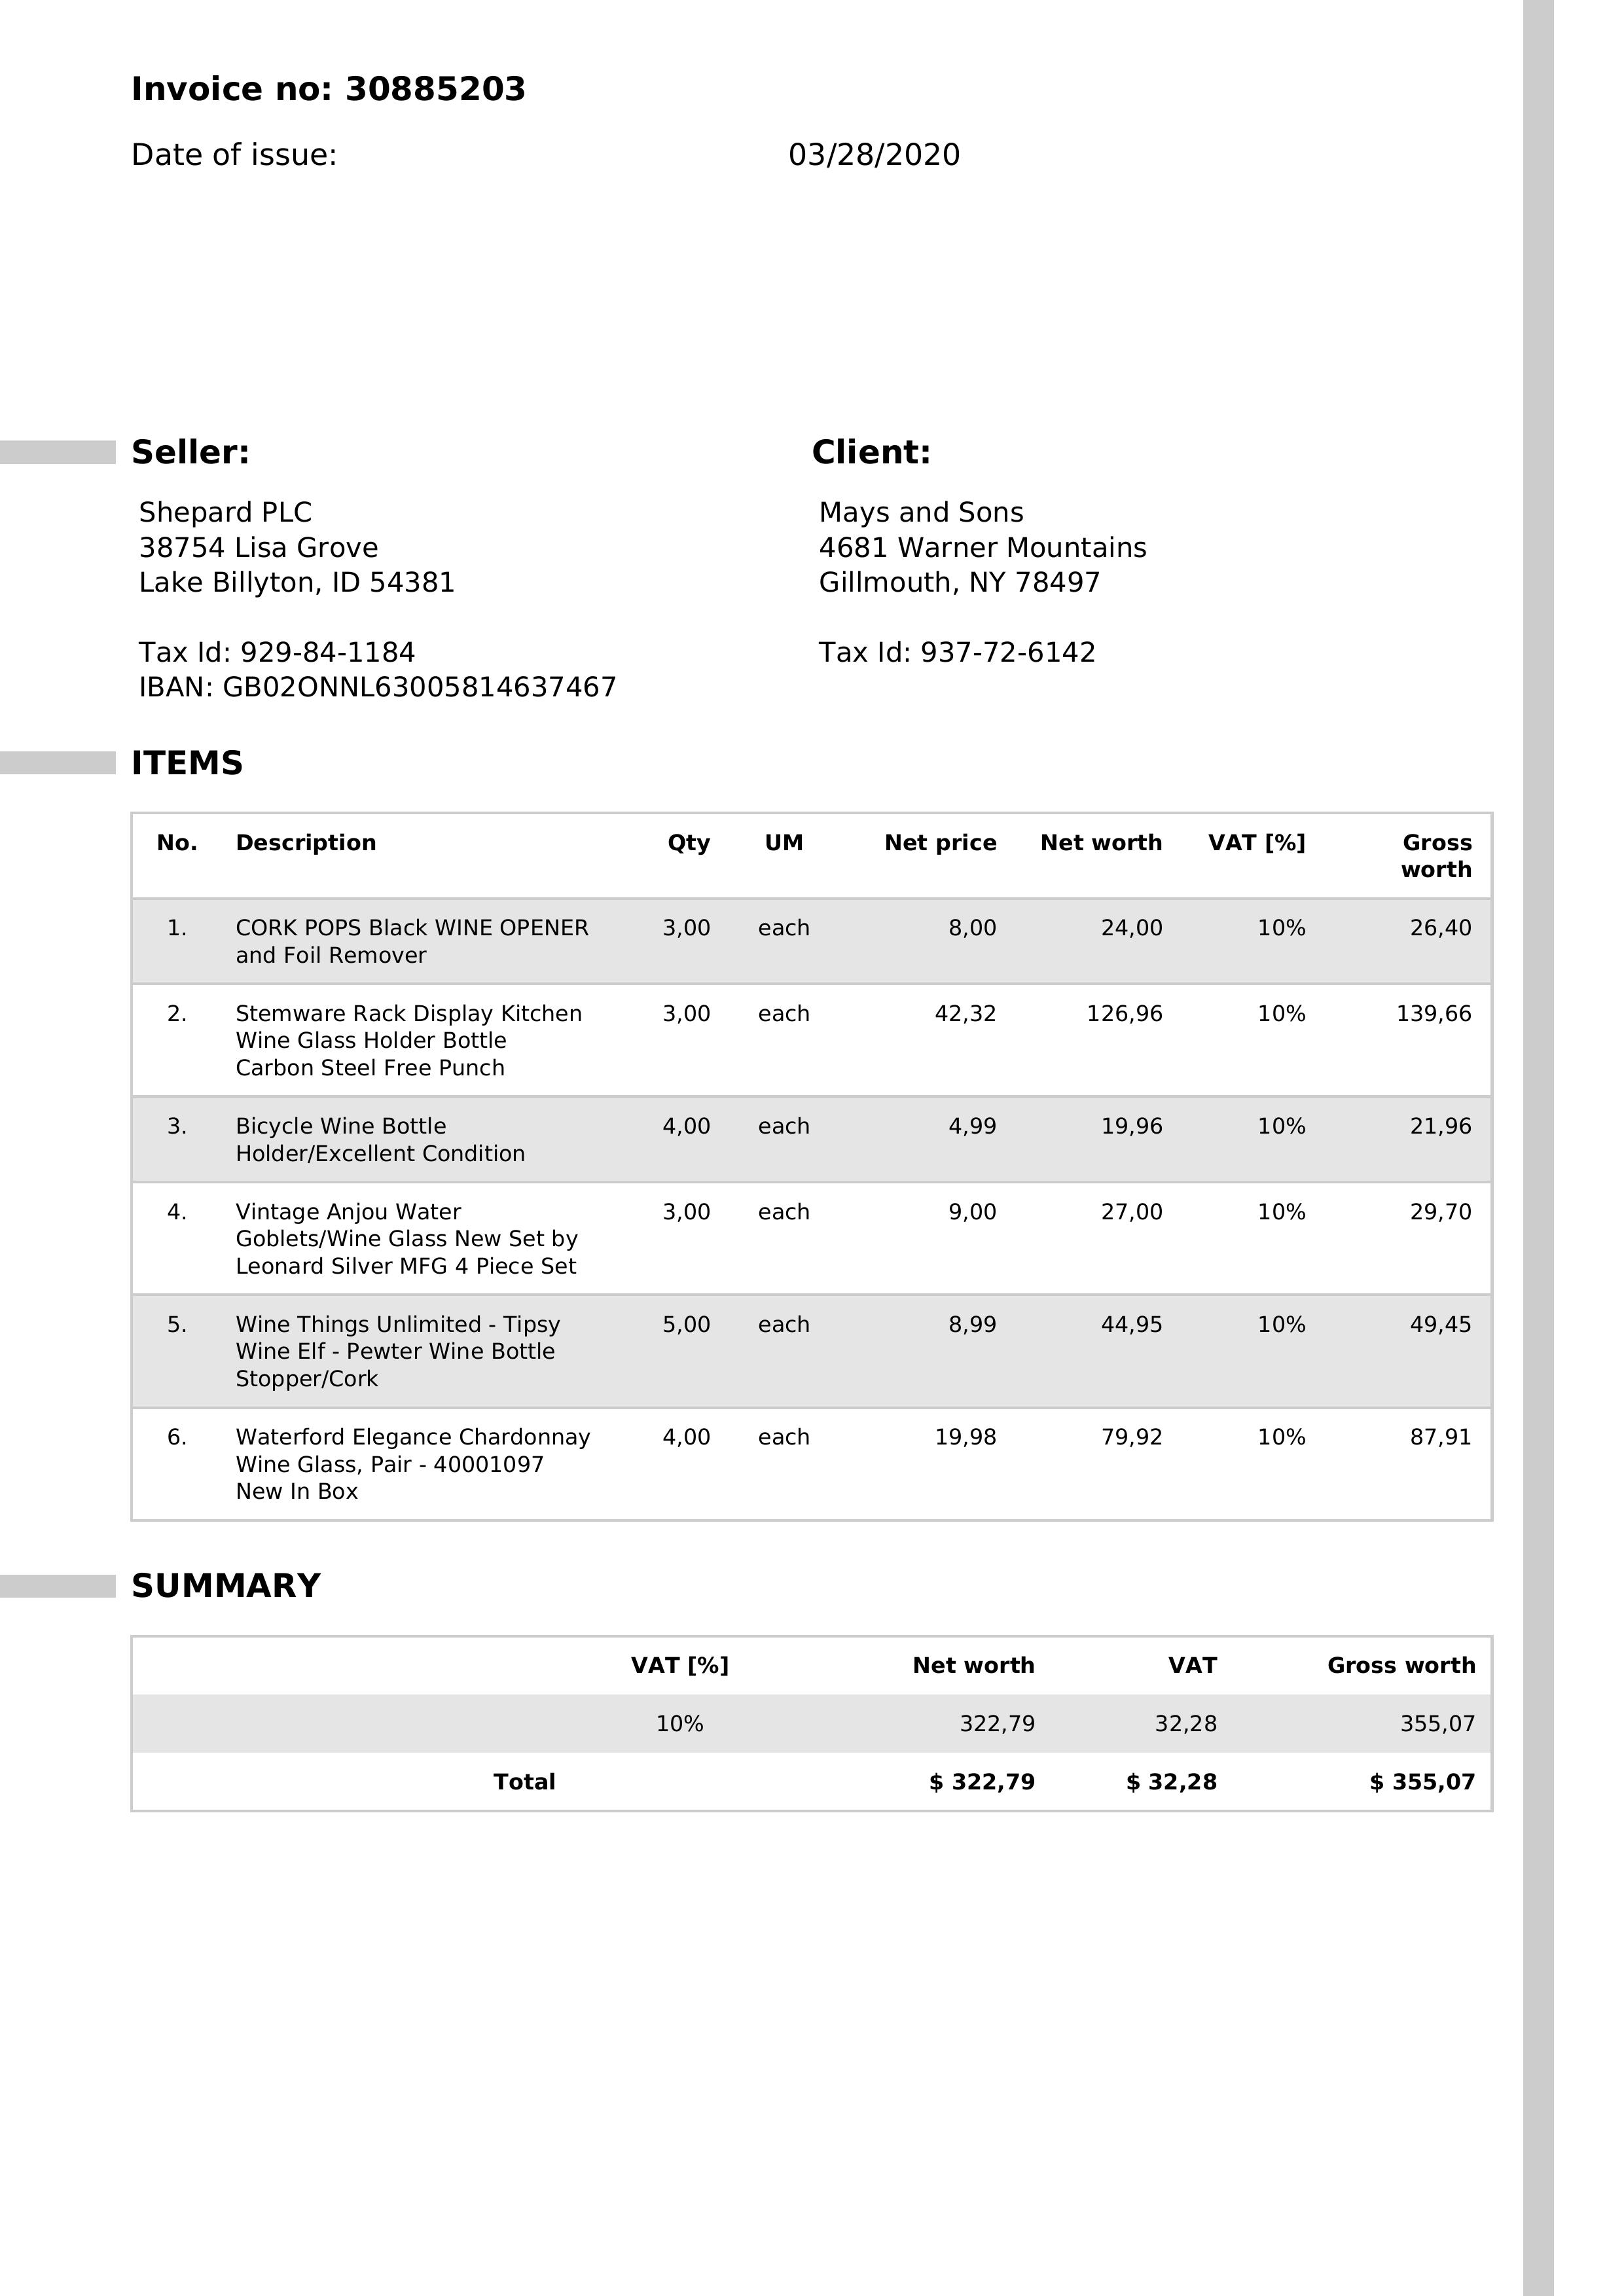 Invoice no: 30885203
Date of issue: 03/28/2020
Seller: Client:
Shepard PLC Mays and Sons
38754 Lisa Grove 4681 Warner Mountains
Lake Billyton, ID 54381 Gillmouth, NY 78497
Tax Id: 929-84-1184 Tax Id: 937-72-6142
IBAN: GB02ONNL63005814637467
ITEMS
No. Description Qty UM Net price Net worth VAT [%] Gross
worth
1. CORK POPS Black WINE OPENER 3,00 each 8,00 24,00 10% 26,40
and Foil Remover
2. Stemware Rack Display Kitchen 3,00 each 42,32 126,96 10% 139,66
Wine Glass Holder Bottle
Carbon Steel Free Punch
3. Bicycle Wine Bottle 4,00 each 4,99 19,96 10% 21,96
Holder/Excellent Condition
4. Vintage Anjou Water 3,00 each 9,00 27,00 10% 29,70
Goblets/Wine Glass New Set by
Leonard Silver MFG 4 Piece Set
5. Wine Things Unlimited - Tipsy 5,00 each 8,99 44,95 10% 49,45
Wine Elf - Pewter Wine Bottle
Stopper/Cork
6. Waterford Elegance Chardonnay 4,00 each 19,98 79,92 10% 87,91
Wine Glass, Pair - 40001097
New In Box
SUMMARY
VAT [%] Net worth VAT Gross worth
10% 322,79 32,28 355,07
Total $ 322,79 $ 32,28 $ 355,07